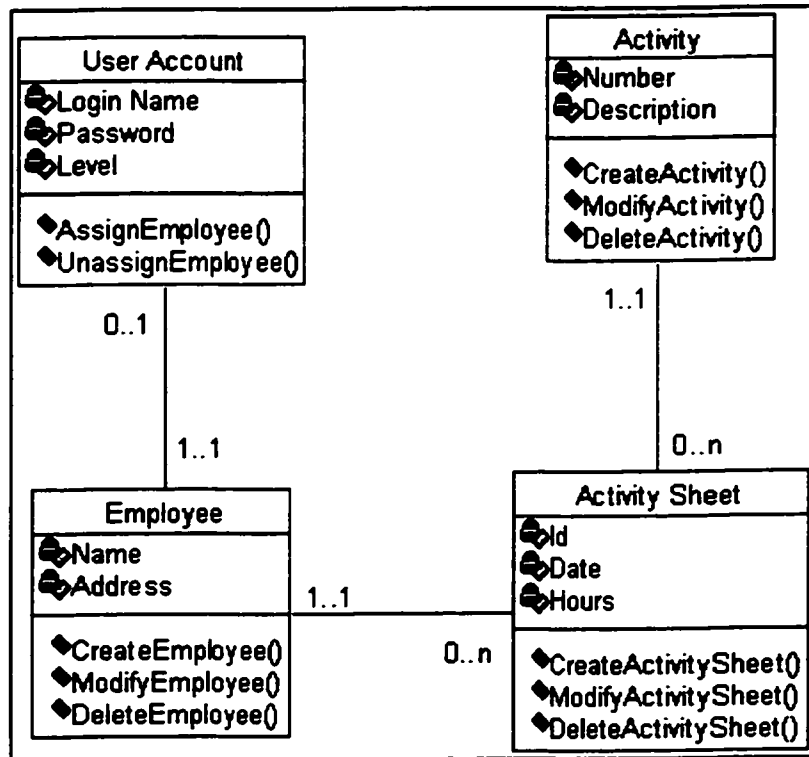 User Account
Login Name
Password
Level
AssignEmployee()
UnassignEmployee()
0..1
1..1
Employee
Name
Address
CreateEmployee()
ModifyEmployee()
DeleteEmployee()
1..1
0..n
Activity
Number
Description
CreateActivity()
ModifyActivity()
DeleteActivity()
1..1
0..n
Activity Sheet
Id
Date
Hours
CreateActivitySheet()
ModifyActivitySheet()
DeleteActivitySheet()